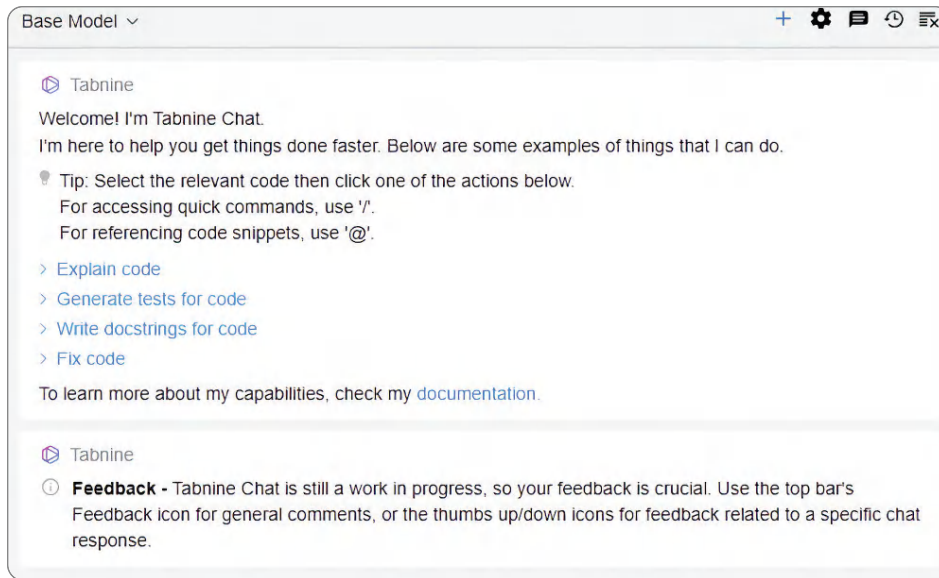 Base Model
Tabnine
Welcome! I'm Tabnine Chat.
I'm here to help you get things done faster. Below are some examples of things that I can do.
Tip: Select the relevant code then click one of the actions below.
For accessing quick commands, use '/'.
For referencing code snippets, use '@'.
> Explain code
> Generate tests for code
> Write docstrings for code
> Fix code
To learn more about my capabilities, check my documentation.
Tabnine
Feedback - Tabnine Chat is still a work in progress, so your feedback is crucial. Use the top bar's
Feedback icon for general comments, or the thumbs up/down icons for feedback related to a specific chat
response.